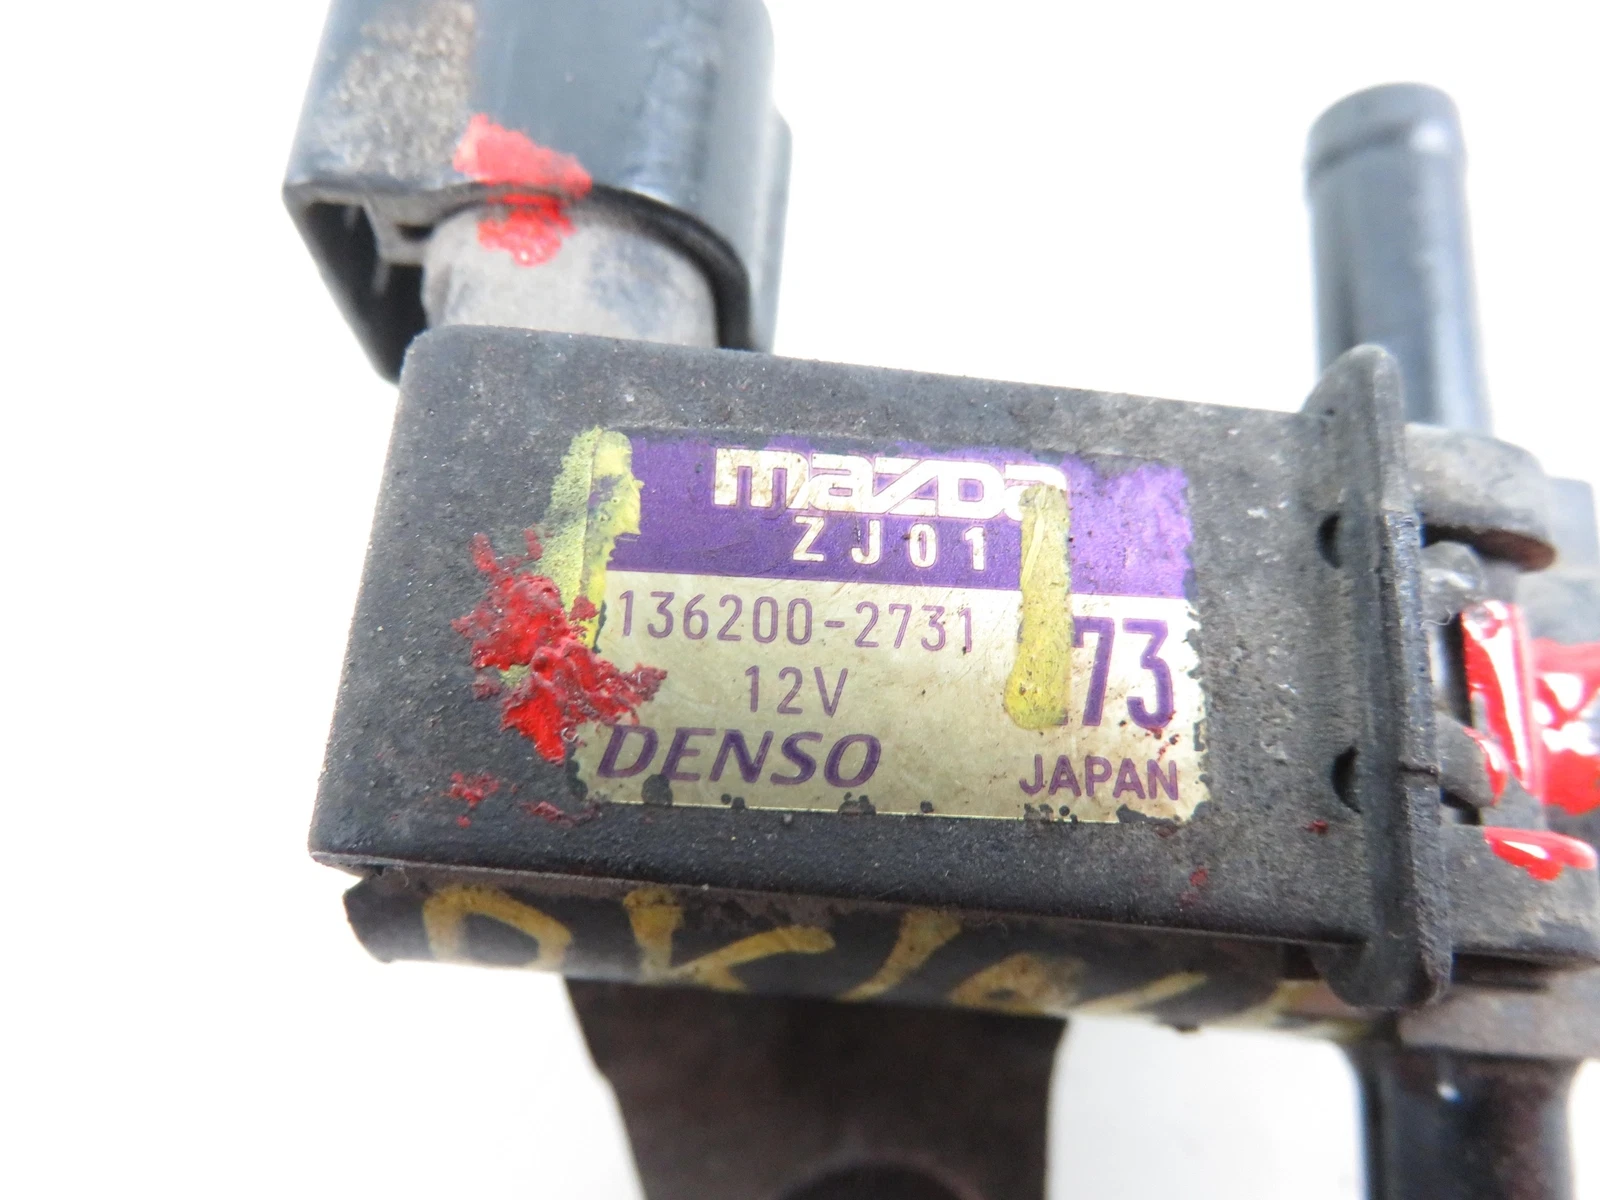 mazda
ZJ01
136200-2731
73
12V
DENSO
JAPAN